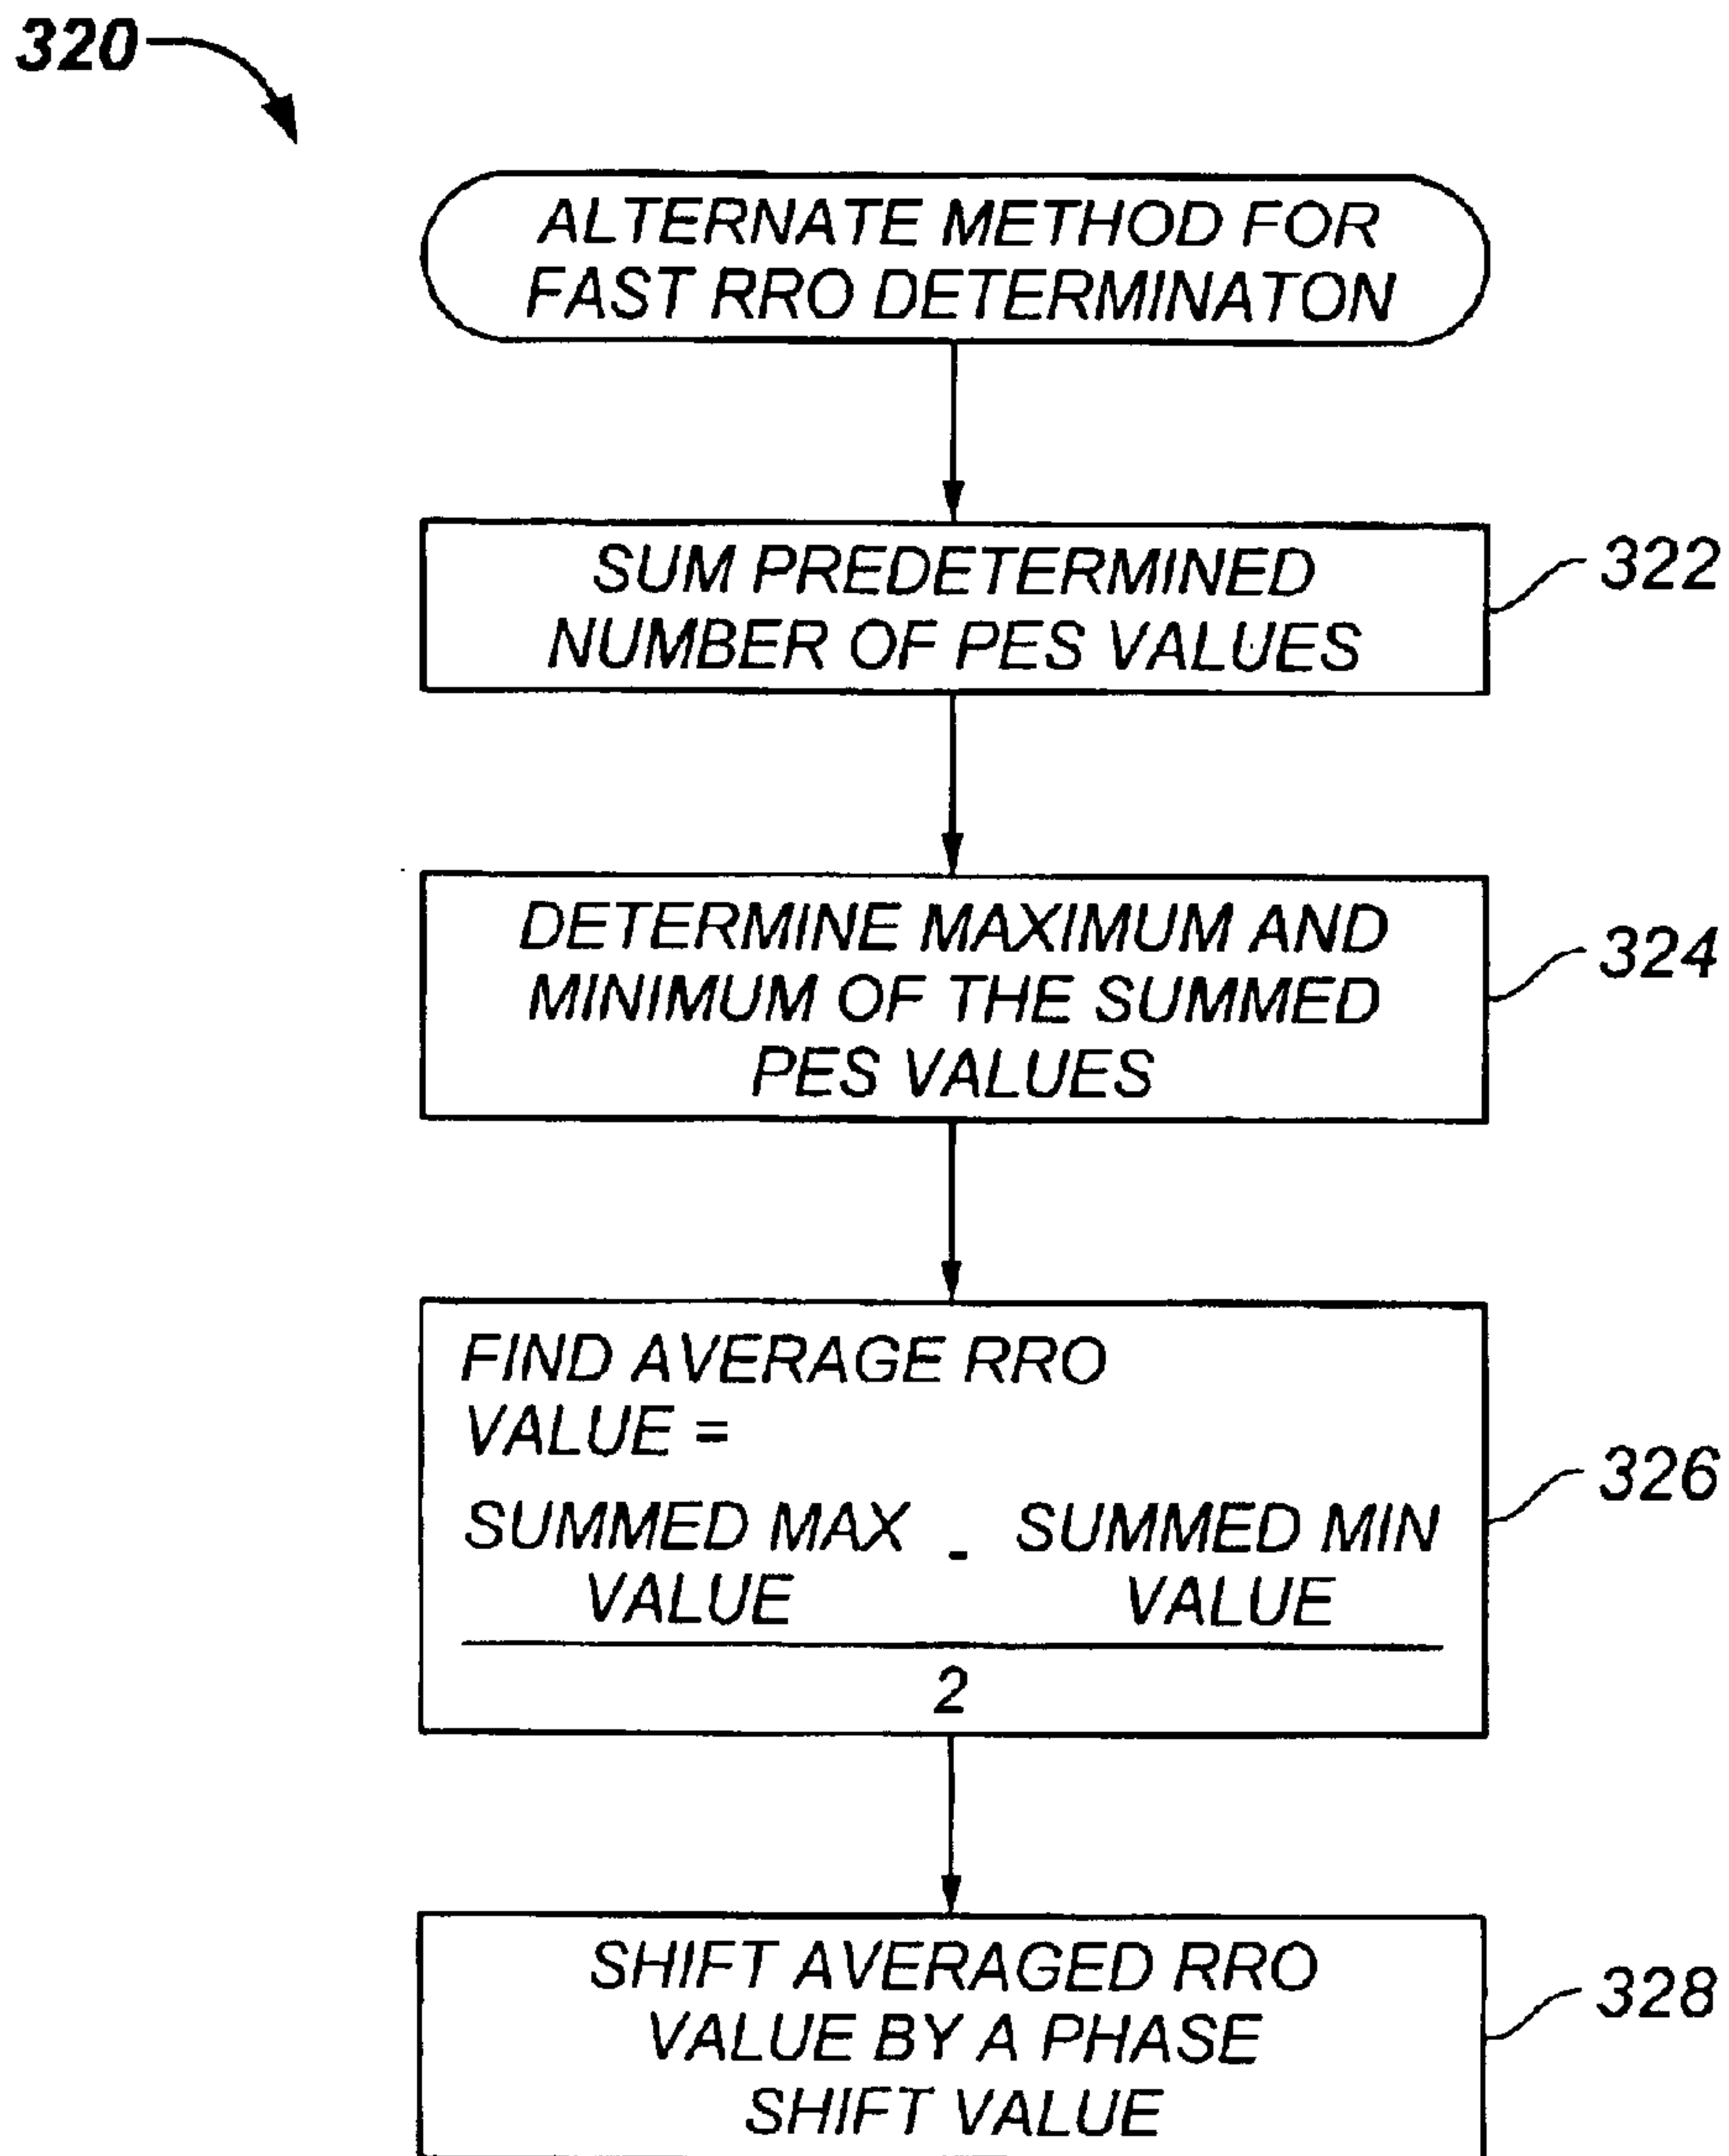 320
ALTERNATE METHOD FOR
FAST RRO DETERMINATON
SUM PREDETERMINED
NUMBER OF PES VALUES
322
DETERMINE MAXIMUM AND
MINIMUM OF THE SUMMED
PES VALUES
324
FIND AVERAGE RRO
VALUE =
SUMMED MAX - SUMMED MIN
VALUE VALUE
2
326
SHIFT AVERAGED RRO
VALUE BY A PHASE
SHIFT VALUE
328